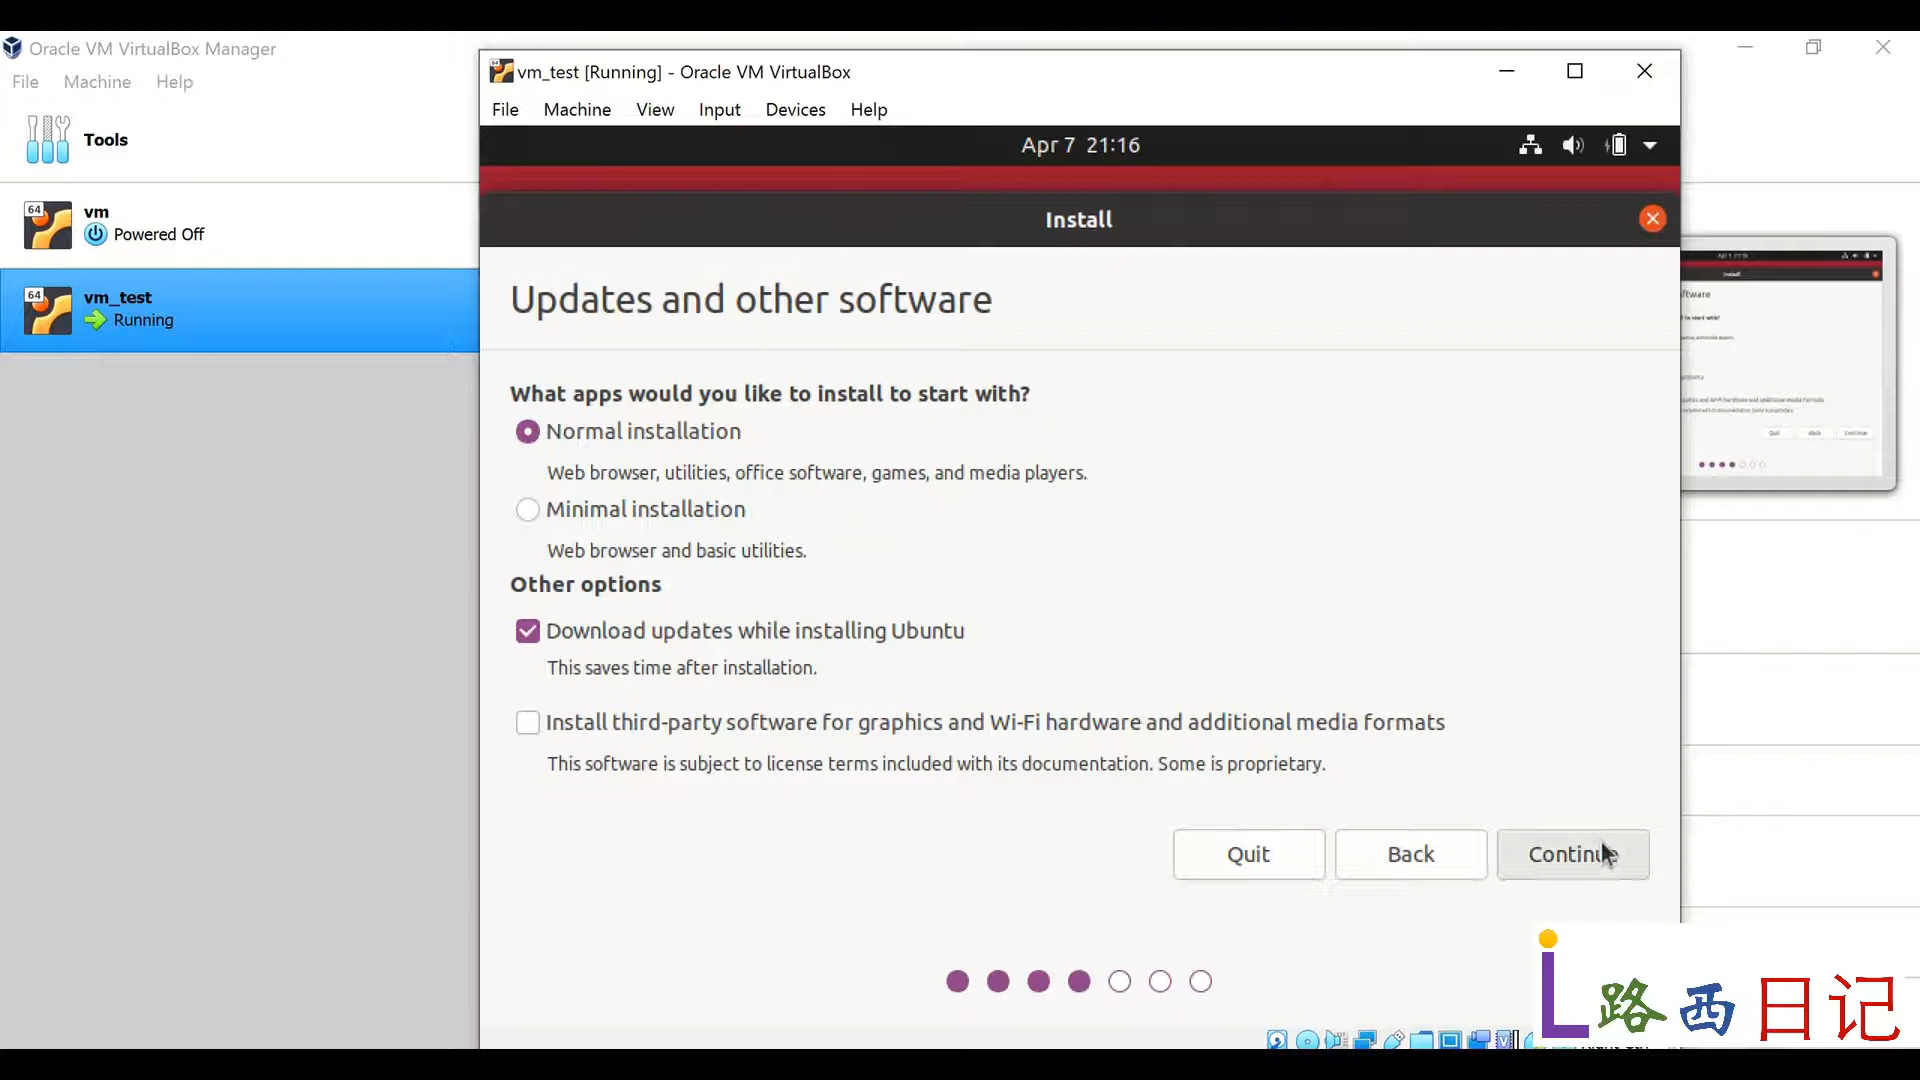 Oracle VM VirtualBox Manager
File Machine Help
Tools
64
vm
Powered Off
64
vm_test
Running
vm_test [Running] - Oracle VM VirtualBox
File Machine View Input Devices Help
Apr 7 21:16
Install
Updates and other software
What apps would you like to install to start with?
Normal installation
Web browser, utilities, office software, games, and media players.
Minimal installation
Web browser and basic utilities.
Other options
Download updates while installing Ubuntu
This saves time after installation.
Install third-party software for graphics and Wi-Fi hardware and additional media formats
This software is subject to license terms included with its documentation. Some is proprietary.
Quit Back Continue
路西日记